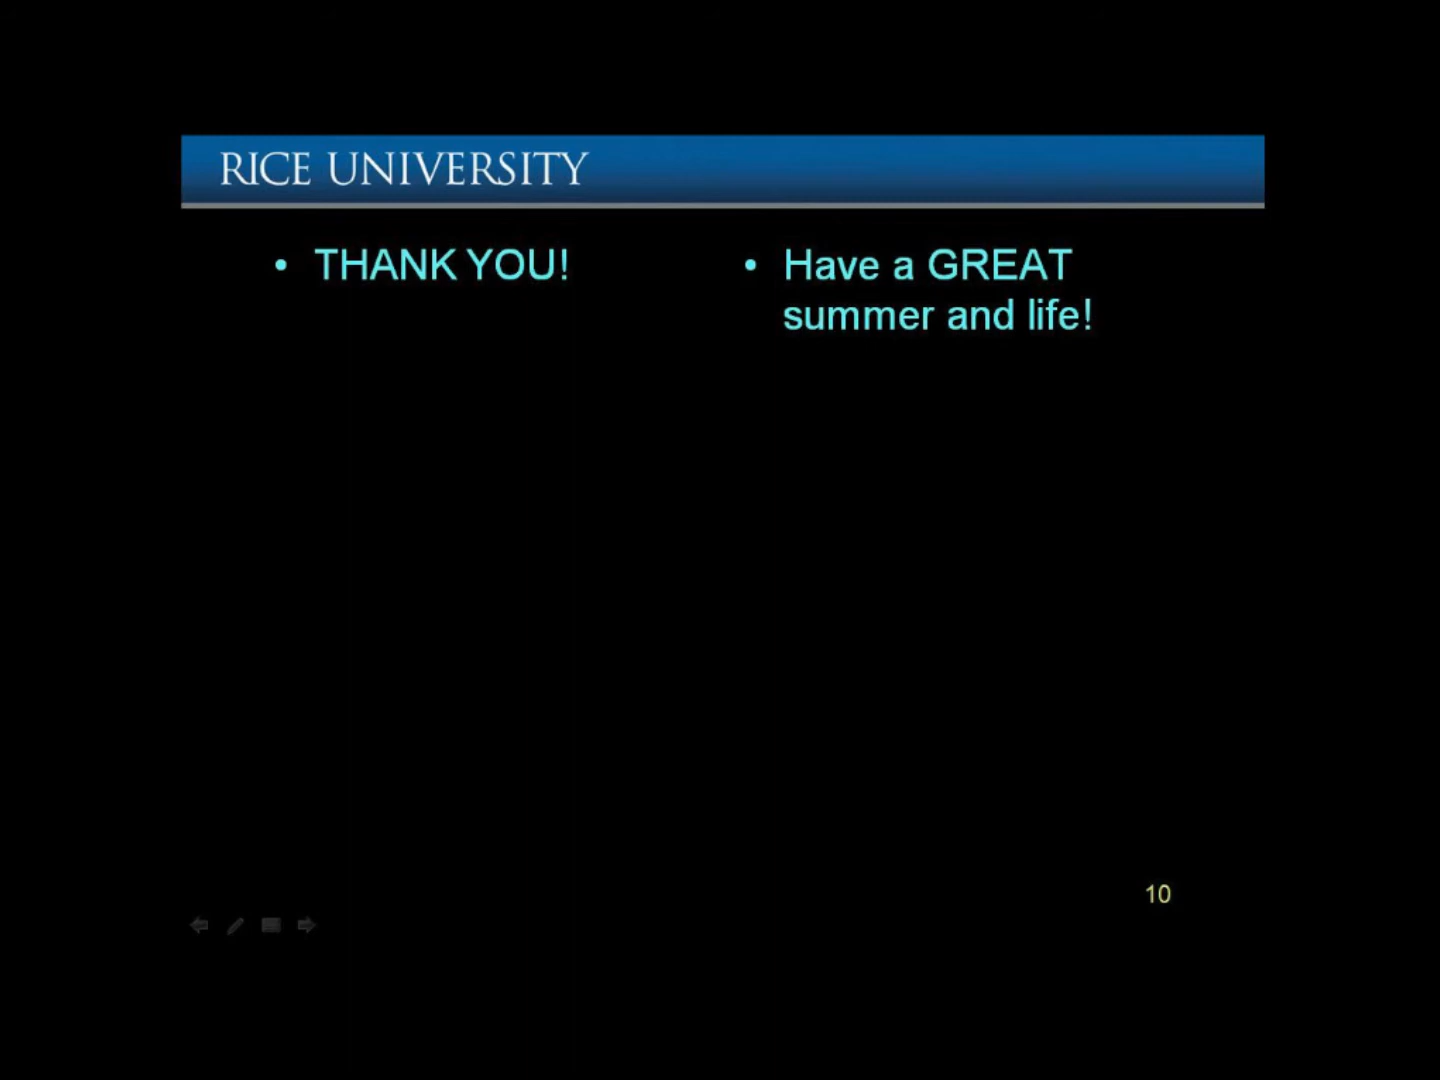 RICE UNIVERSITY
• THANK YOU!
• Have a GREAT
summer and life!
10